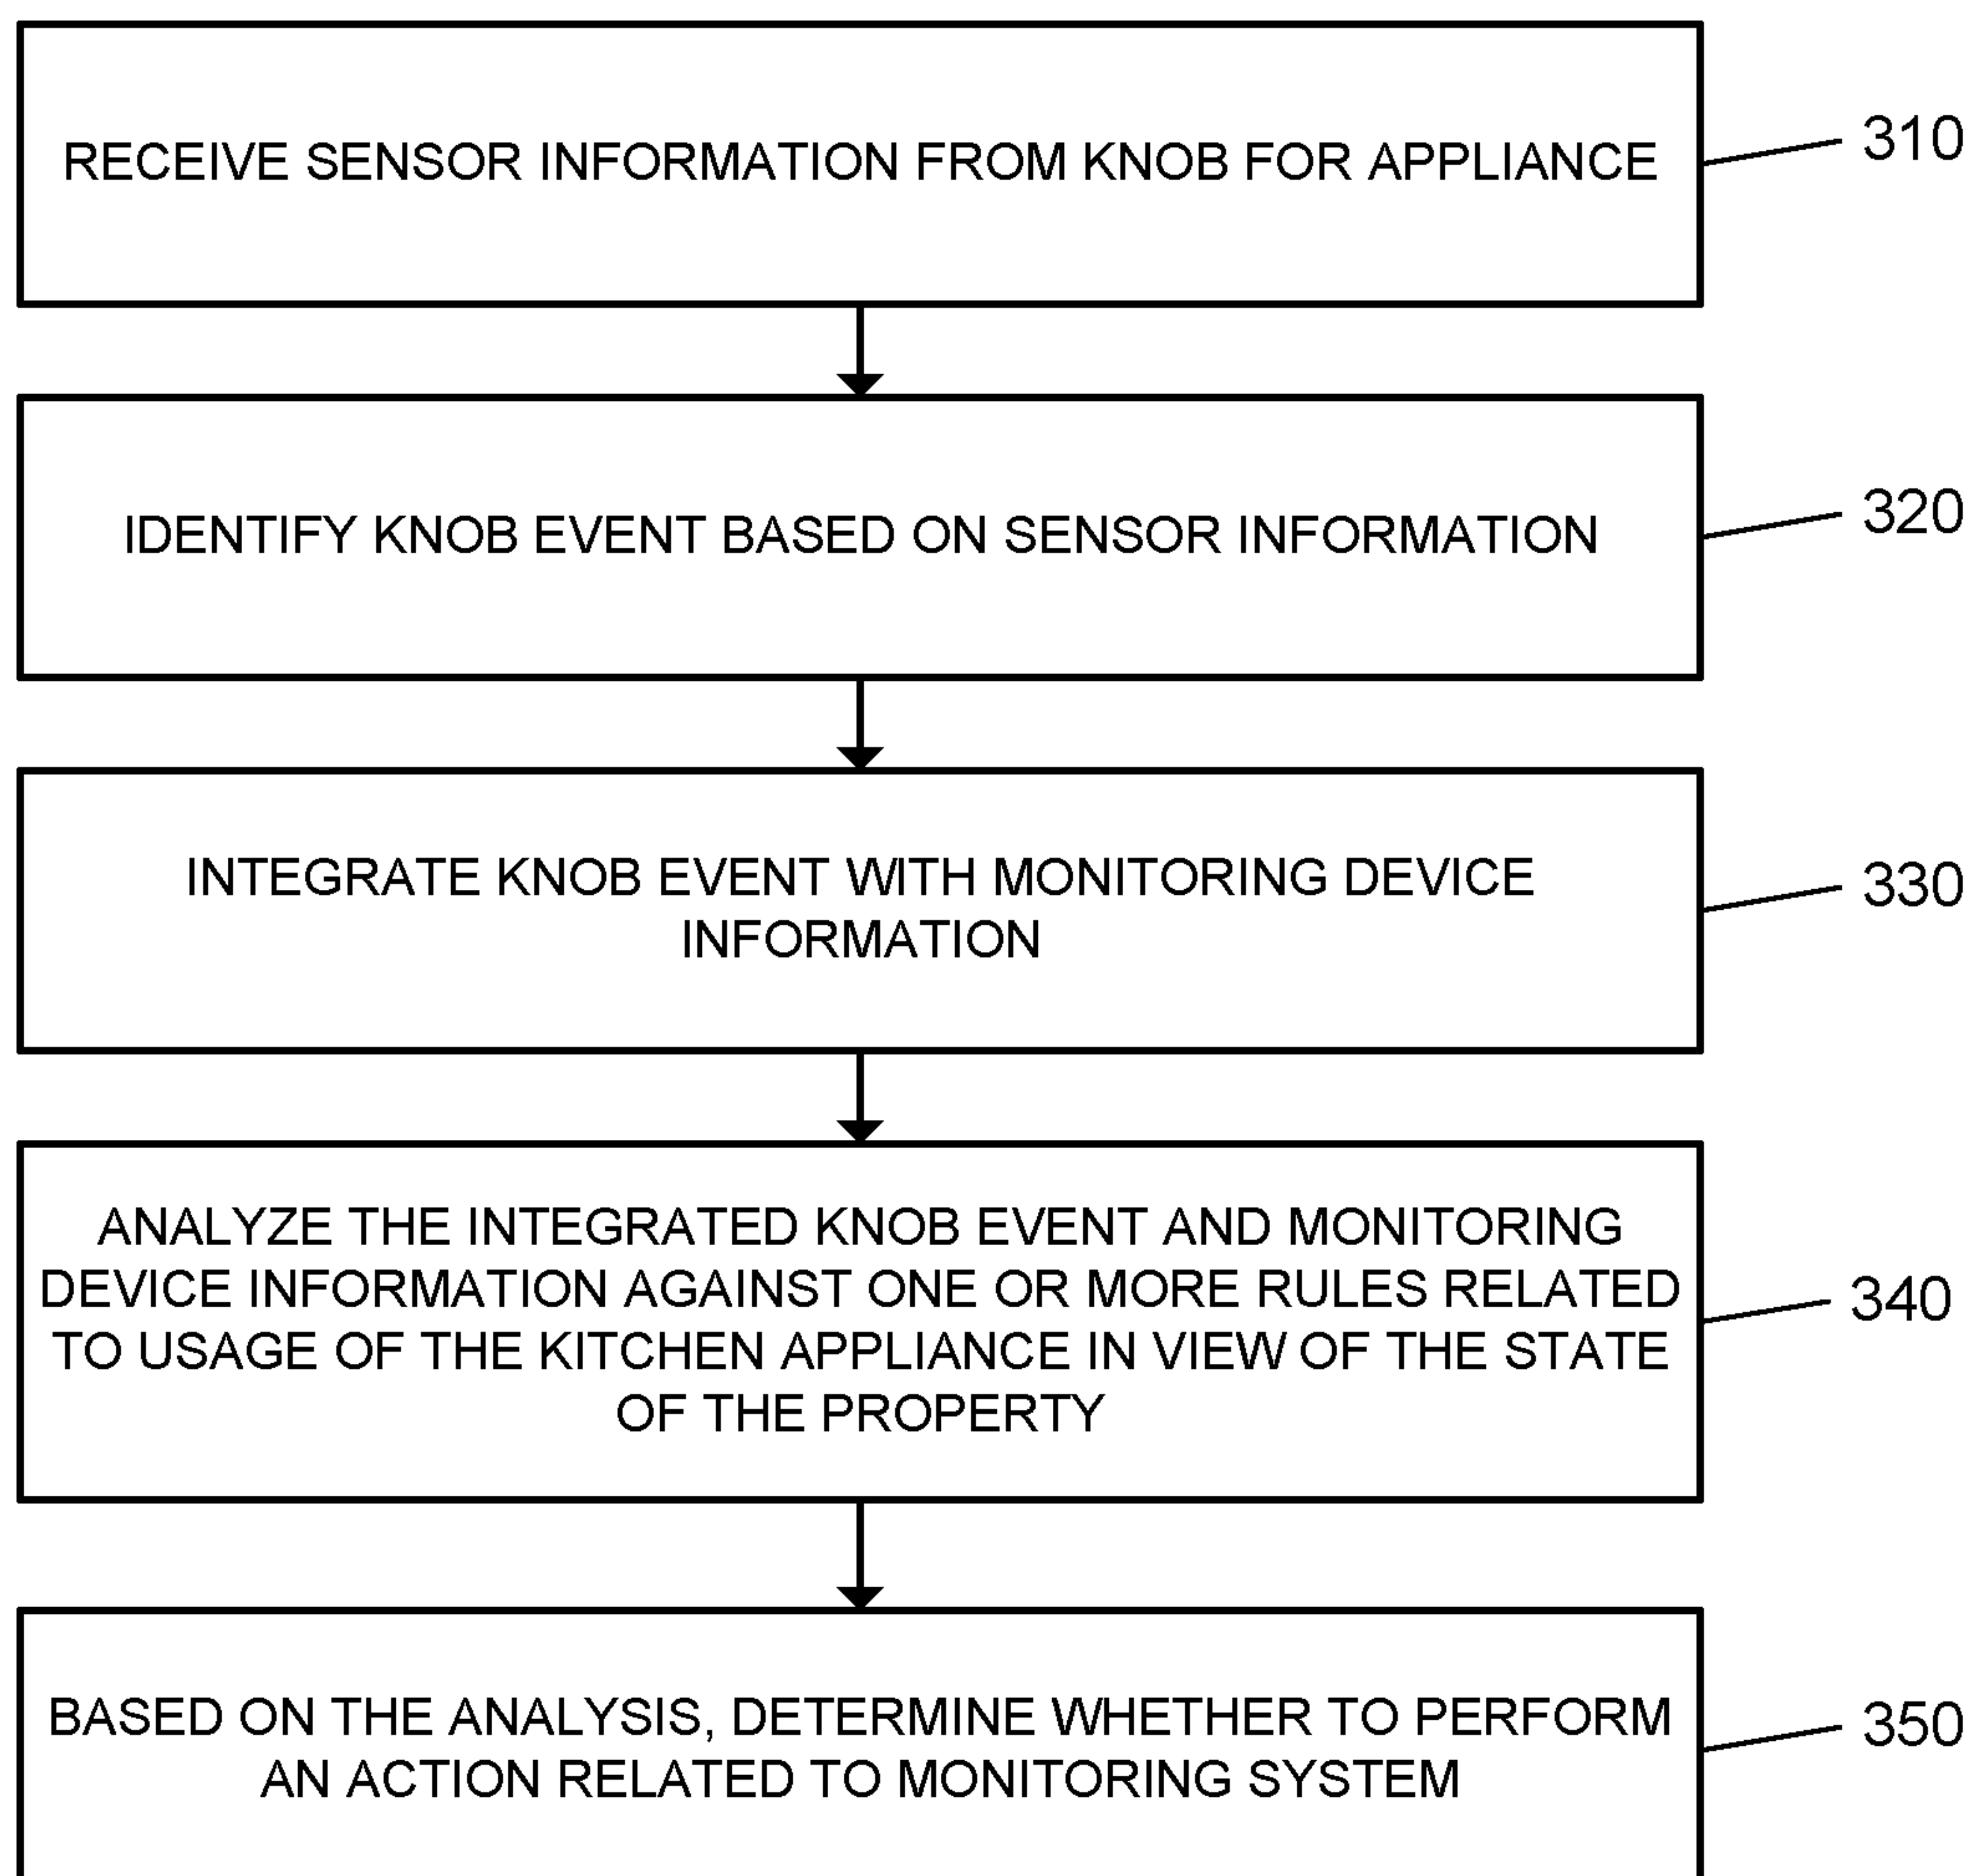 RECEIVE SENSOR INFORMATION FROM KNOB FOR APPLIANCE
310
IDENTIFY KNOB EVENT BASED ON SENSOR INFORMATION
320
INTEGRATE KNOB EVENT WITH MONITORING DEVICE
INFORMATION
330
ANALYZE THE INTEGRATED KNOB EVENT AND MONITORING
DEVICE INFORMATION AGAINST ONE OR MORE RULES RELATED
TO USAGE OF THE KITCHEN APPLIANCE IN VIEW OF THE STATE
OF THE PROPERTY
340
BASED ON THE ANALYSIS, DETERMINE WHETHER TO PERFORM
AN ACTION RELATED TO MONITORING SYSTEM
350